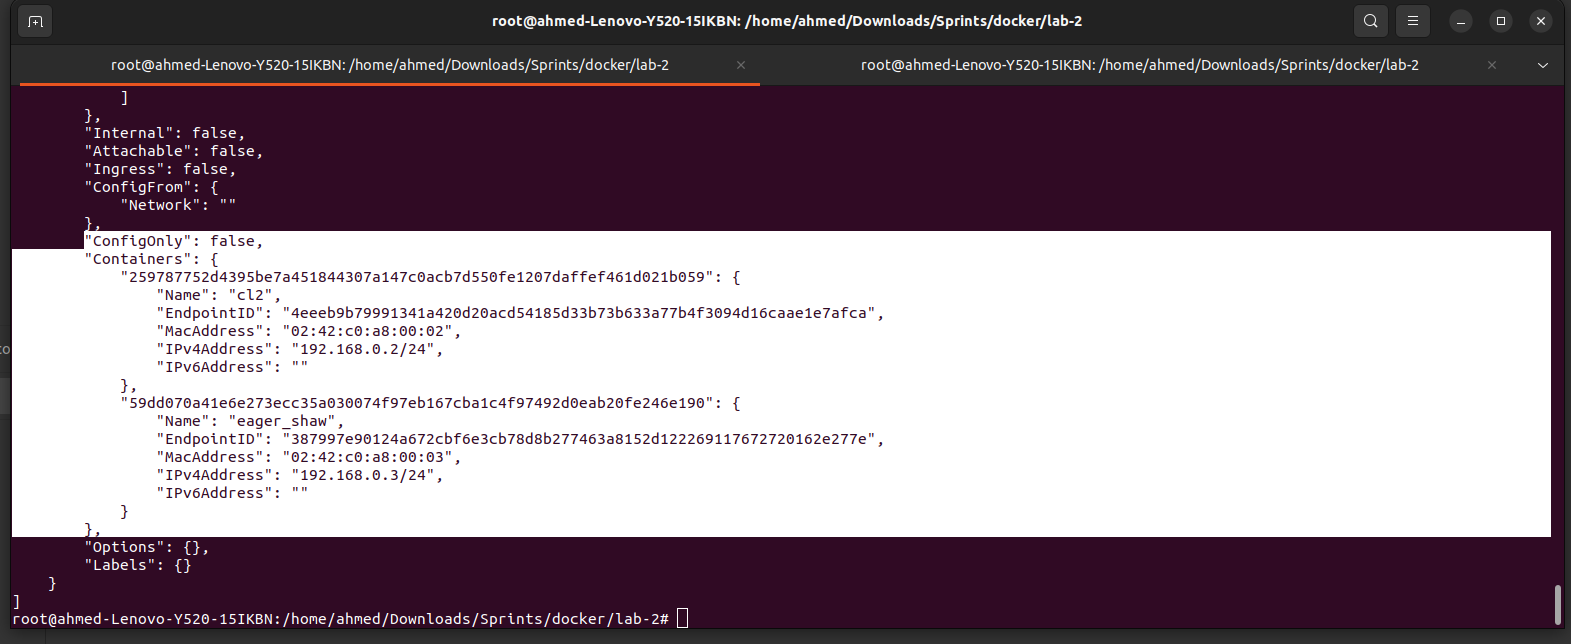 root@ahmed-Lenovo-Y520-15IKBN: /home/ahmed/Downloads/Sprints/docker/lab-2
root@ahmed-Lenovo-Y520-15IKBN: /home/ahmed/Downloads/Sprints/docker/lab-2
root@ahmed-Lenovo-Y520-15IKBN: /home/ahmed/Downloads/Sprints/docker/lab-2
]
},
"Internal": false,
"Attachable": false,
"Ingress": false,
"ConfigFrom": {
"Network": ""
},
"ConfigOnly": false,
"Containers": {
"259787752d4395be7a451844307a147c0acb7d550fe1207daffef461d021b059": {
"Name": "cl2",
"EndpointID": "4eeeb9b79991341a420d20acd54185d33b73b633a77b4f3094d16caae1e7afca",
"MacAddress": "02:42:c0:a8:00:02",
"IPv4Address": "192.168.0.2/24",
"IPv6Address": ""
},
"59dd070a41e6e273ecc35a030074f97eb167cba1c4f97492d0eab20fe246e190": {
"Name": "eager_shaw",
"EndpointID": "387997e90124a672cbf6e3cb78d8b277463a8152d122269117672720162e277e",
"MacAddress": "02:42:c0:a8:00:03",
"IPv4Address": "192.168.0.3/24",
"IPv6Address": ""
}
},
"Options": {},
"Labels": {}
}
]
root@ahmed-Lenovo-Y520-15IKBN:/home/ahmed/Downloads/Sprints/docker/lab-2#